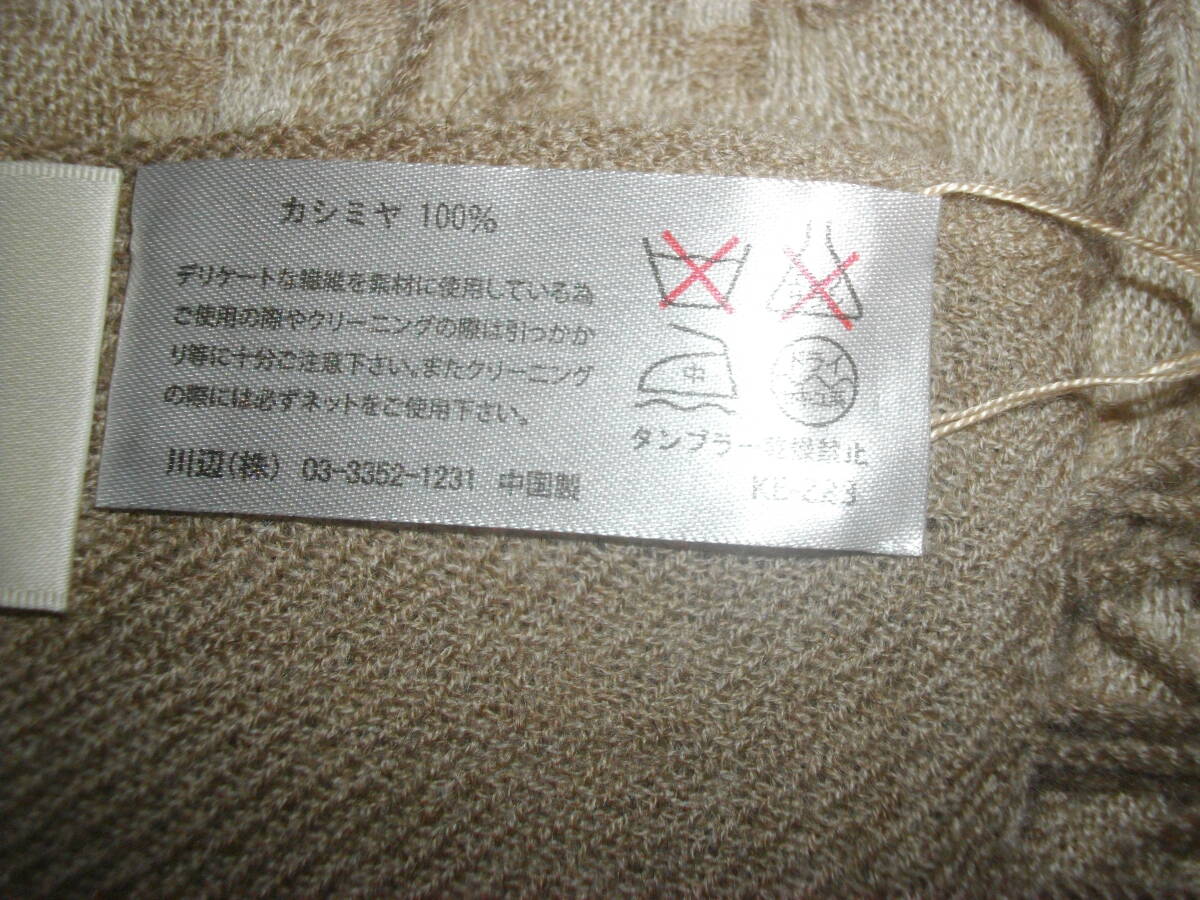 カシミヤ 100%
デリケートな繊維を素材に使用している為
ご使用の際やクリーニングの際は引っかか
り等に十分ご注意下さい。またクリーニング
の際には必ずネットをご使用下さい。
中
ドライ
タンブラー乾燥禁止
川辺(株) 03-3352-1231 中国製